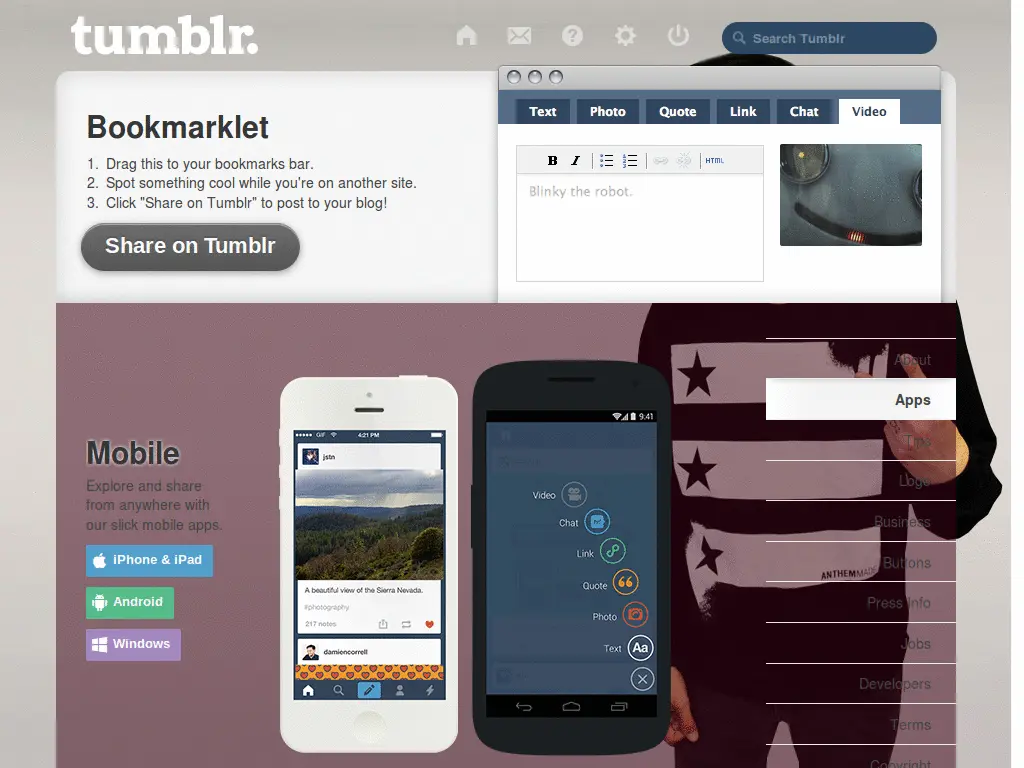 tumblr.
Search Tumblr
Bookmarklet
1. Drag this to your bookmarks bar.
2. Spot something cool while you're on another site.
3. Click "Share on Tumblr" to post to your blog!
Share on Tumblr
Text Photo Quote Link Chat Video
B I HTML
Blinky the robot.
Mobile
Explore and share
from anywhere with
our slick mobile apps.
iPhone & iPad
Android
Windows
GIF 4:21 PM
jstn
A beautiful view of the Sierra Nevada.
#photography
217 notes
damiencorrell
9:41
Video
Chat
Link
Quote
Photo
Text Aa
ANTHEMMADE
About
Apps
Tips
Logo
Business
Buttons
Press Info
Jobs
Developers
Terms
Copyright